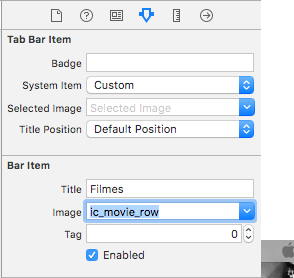 Tab Bar Item
Badge
System Item Custom
Selected Image Selected Image
Title Position Default Position
Bar Item
Title Filmes
Image ic_movie_row
Tag 0
Enabled